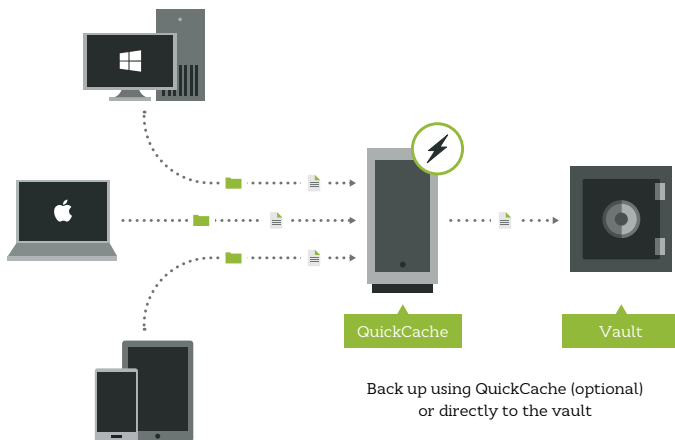 QuickCache
Vault
Back up using QuickCache (optional)
or directly to the vault